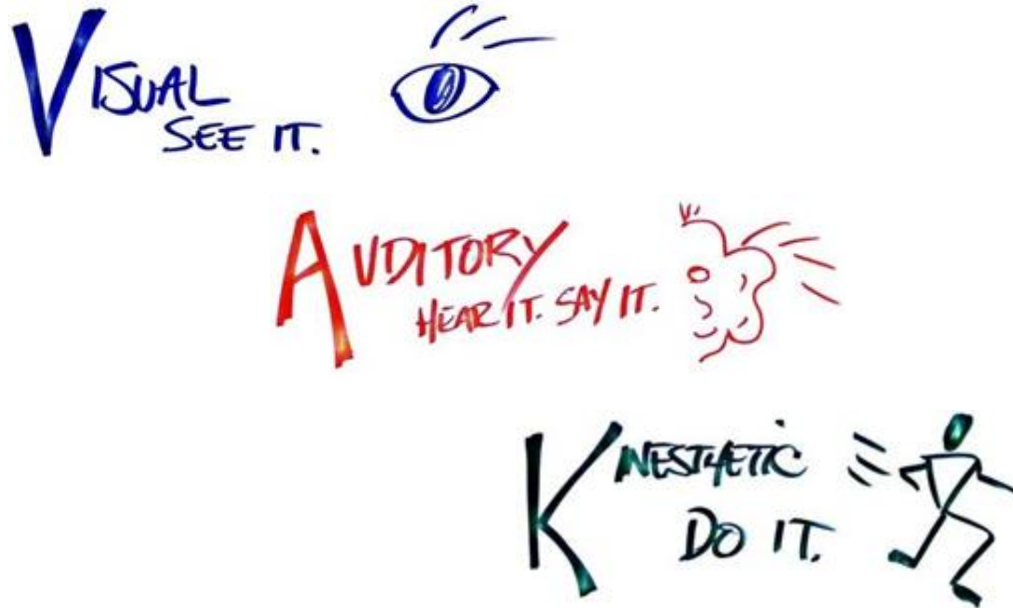 VISUAL
SEE IT.
AUDITORY
HEAR IT. SAY IT.
KINESTHETIC
DO IT.